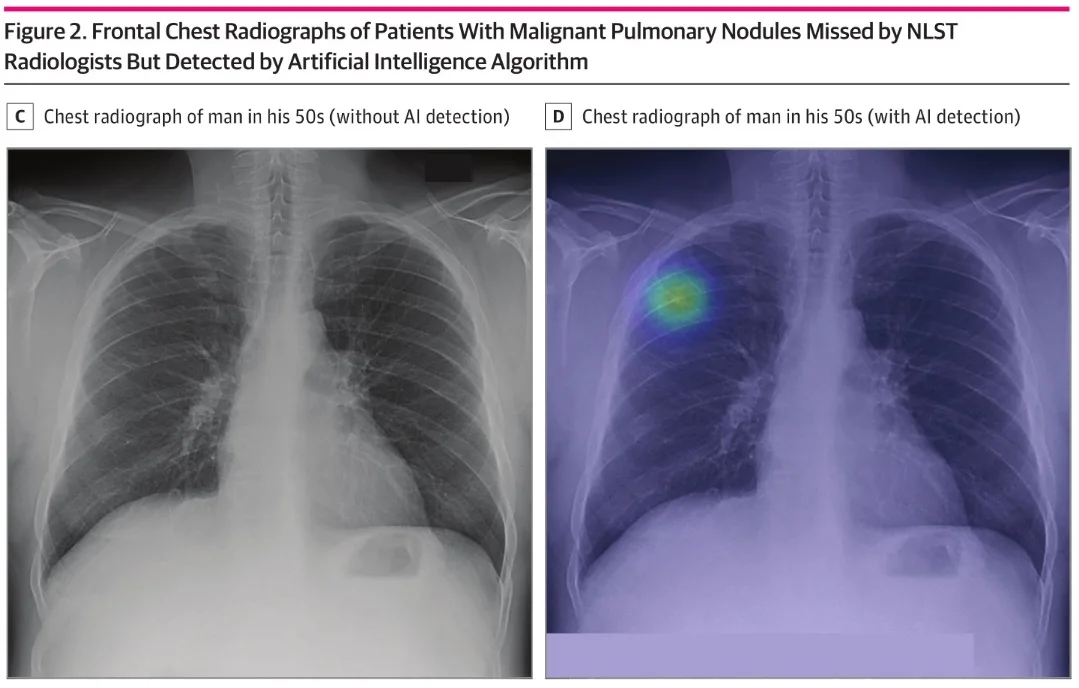 Figure 2. Frontal Chest Radiographs of Patients With Malignant Pulmonary Nodules Missed by NLST
Radiologists But Detected by Artificial Intelligence Algorithm
C Chest radiograph of man in his 50s (without AI detection)
D Chest radiograph of man in his 50s (with AI detection)